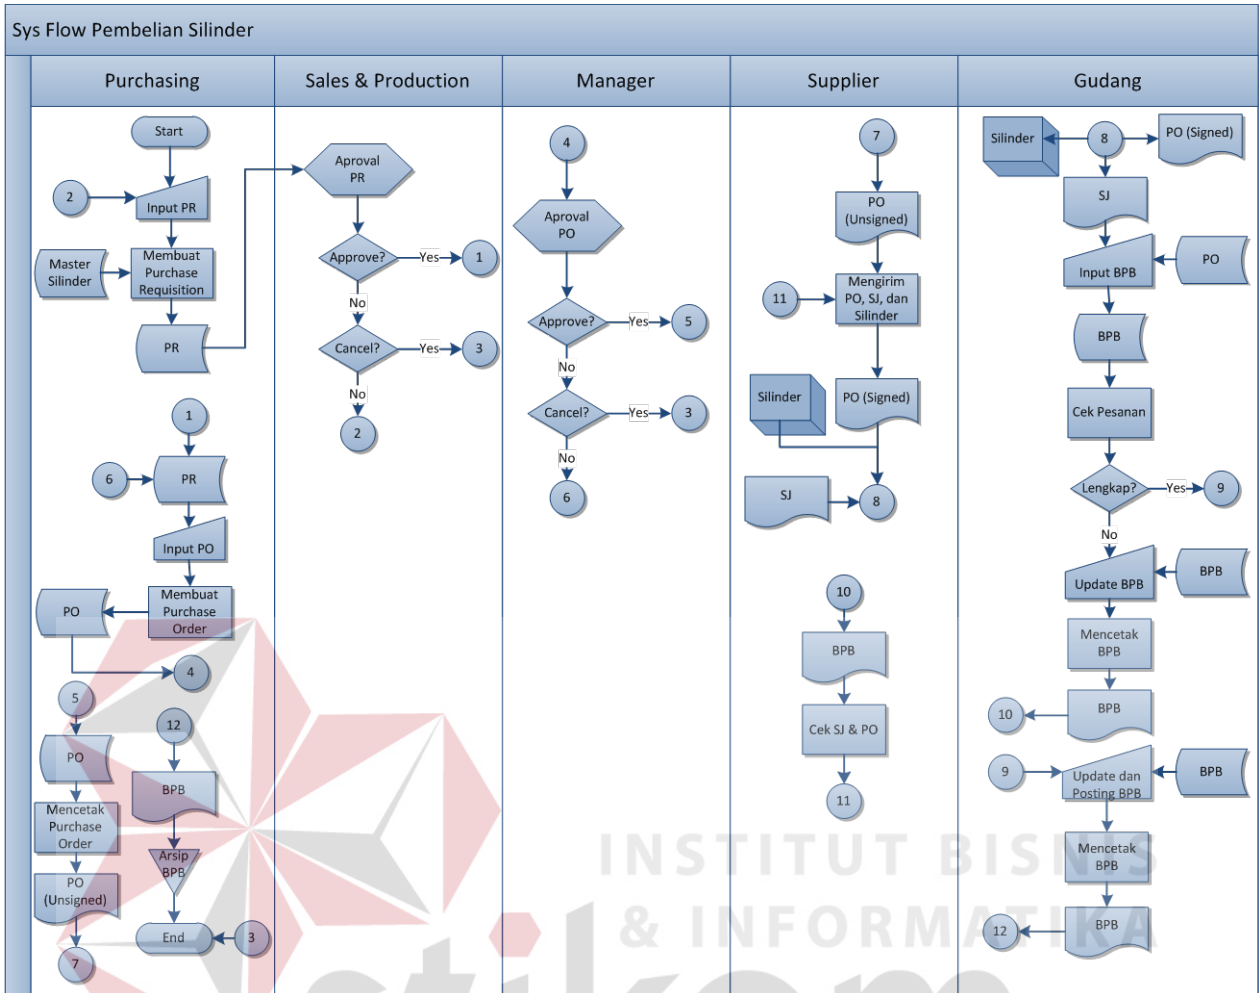 Sys Flow Pembelian Silinder
Purchasing
Sales & Production
Manager
Supplier
Gudang
Start
2
Input PR
Master
Silinder
Membuat
Purchase
Requisition
PR
1
6
PR
Input PO
Membuat
Purchase
Order
PO
4
5
PO
Mencetak
Purchase
Order
PO
(Unsigned)
7
12
BPB
Arsip
BPB
End
3
Aproval
PR
Approve?
Yes
1
No
Cancel?
Yes
3
No
2
4
Aproval
PO
Approve?
Yes
5
No
Cancel?
Yes
3
No
6
7
PO
(Unsigned)
11
Mengirim
PO, SJ, dan
Silinder
Silinder
PO (Signed)
SJ
8
10
BPB
Cek SJ & PO
11
Silinder
8
PO (Signed)
SJ
Input BPB
PO
BPB
Cek Pesanan
Lengkap?
Yes
9
No
Update BPB
BPB
Mencetak
BPB
10
BPB
9
Update dan
Posting BPB
BPB
Mencetak
BPB
12
BPB
INSTITUT BISNIS
& INFORMATIKA
stikom